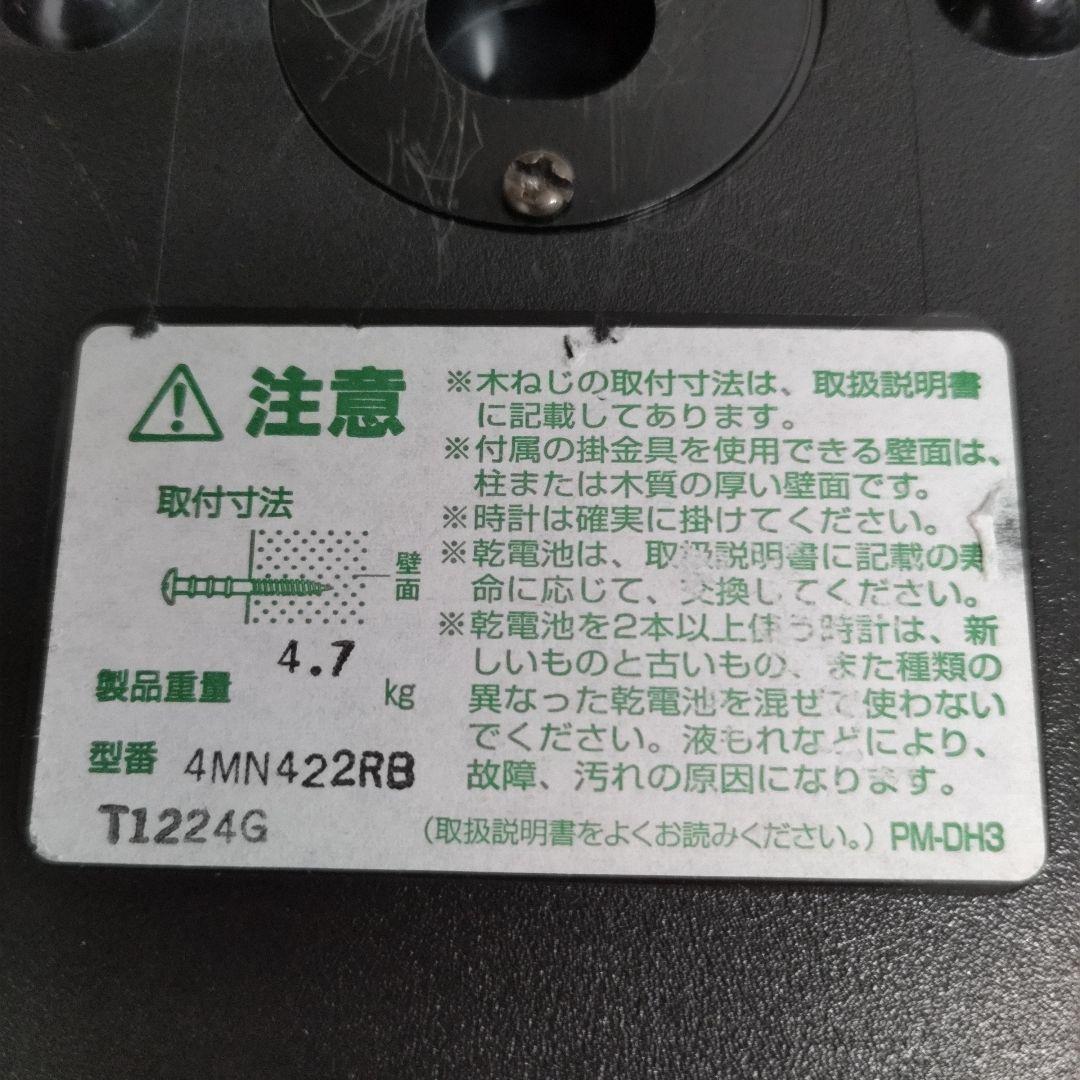 注意
取付寸法
壁面
製品重量 4.7 kg
型番 4MN422RB
T1224G
※木ねじの取付寸法は、取扱説明書
に記載してあります。
※付属の掛金具を使用できる壁面は、
柱または木質の厚い壁面です。
※時計は確実に掛けてください。
※乾電池は、取扱説明書に記載の寿
命に応じて、交換してください。
※乾電池を2本以上使う時計は、新
しいものと古いもの、また種類の
異なった乾電池を混ぜて使わない
でください。液もれなどにより、
故障、汚れの原因になります。
(取扱説明書をよくお読みください。) PM-DH3